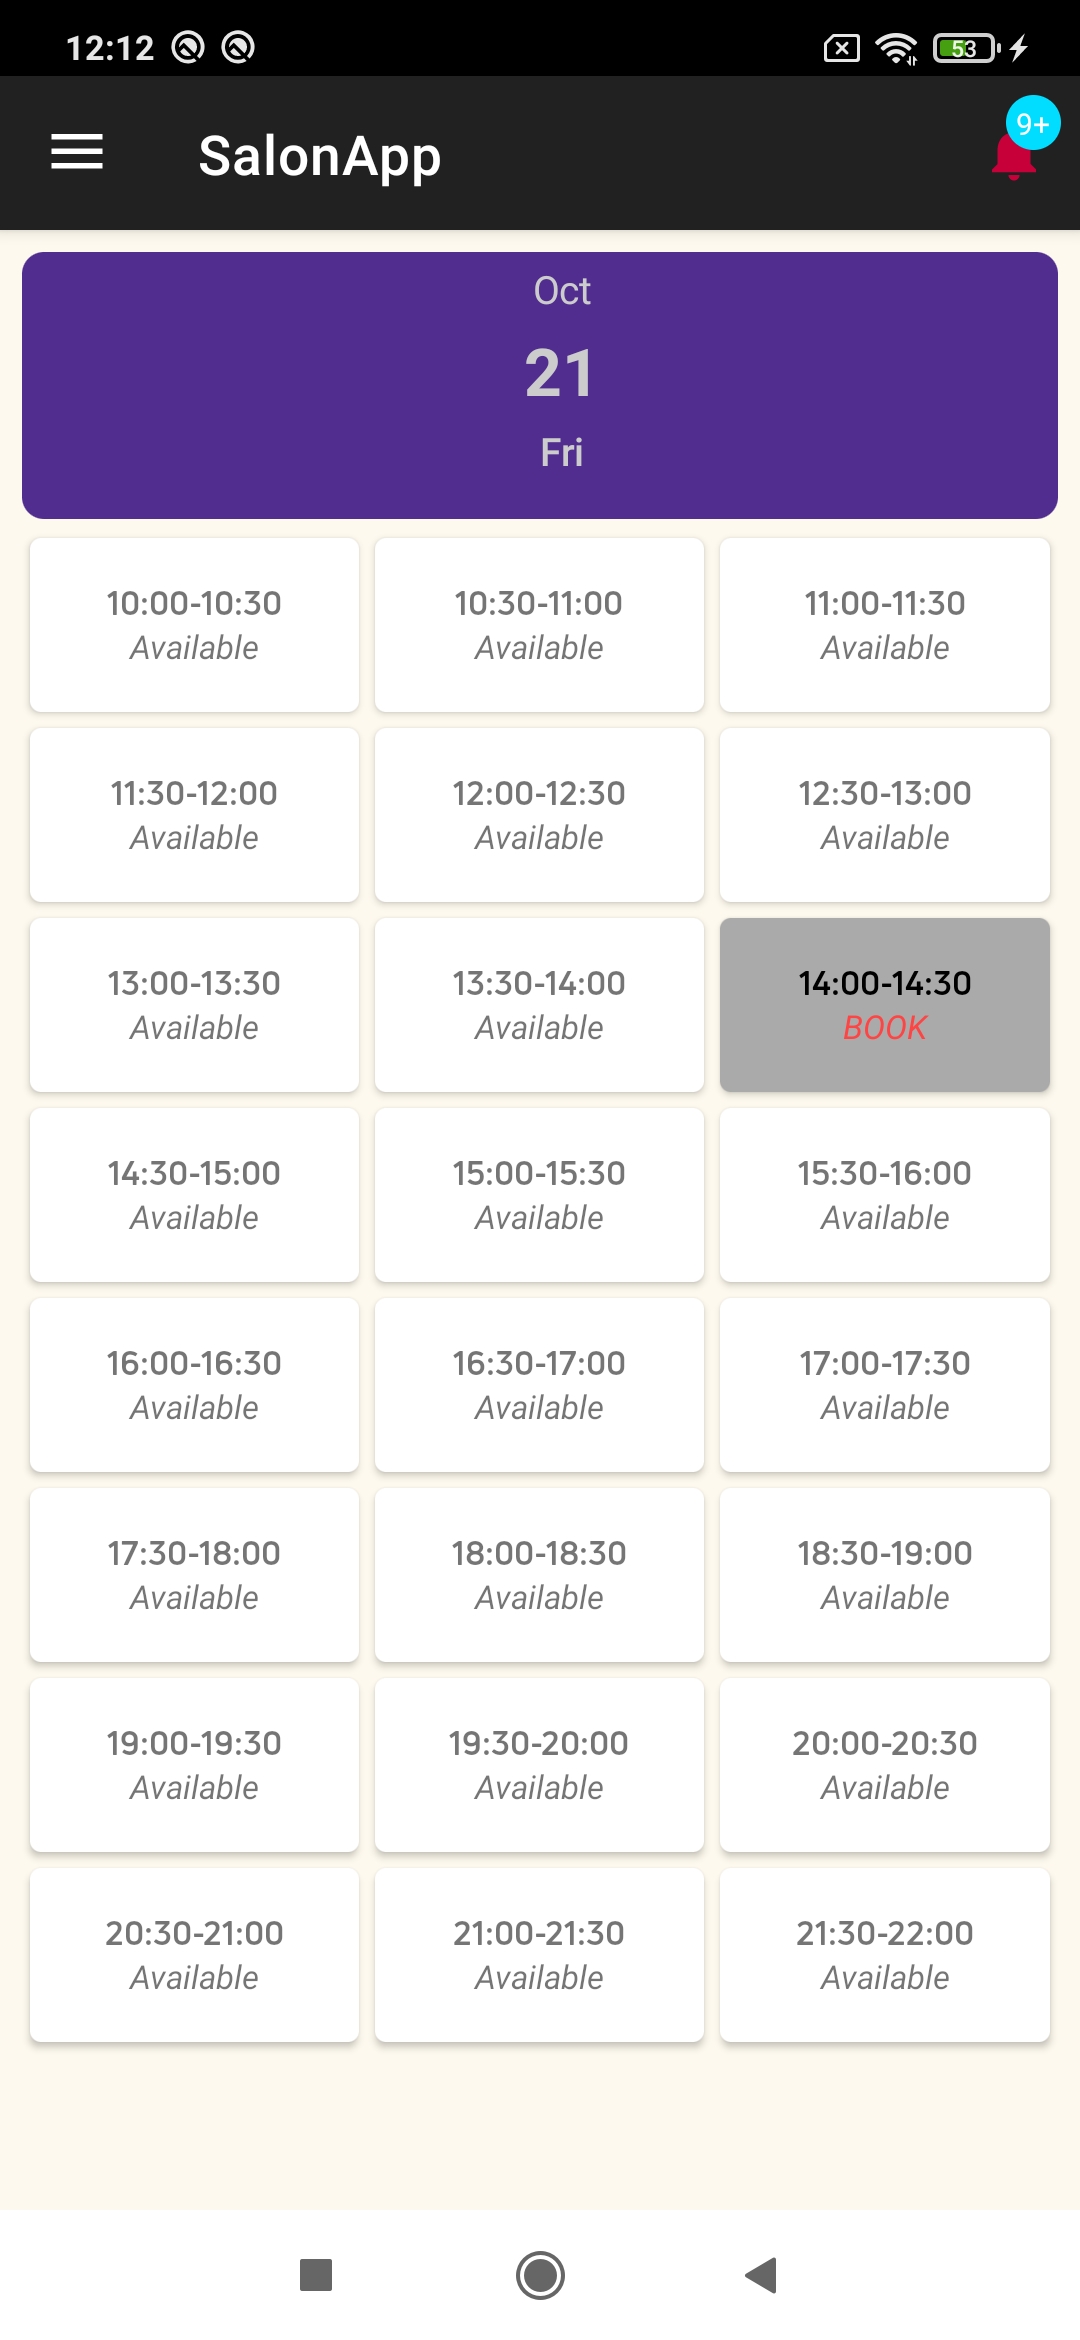 12:12
53
SalonApp
9+
Oct
21
Fri
10:00-10:30 10:30-11:00 11:00-11:30
Available Available Available
11:30-12:00 12:00-12:30 12:30-13:00
Available Available Available
13:00-13:30 13:30-14:00 14:00-14:30
Available Available BOOK
14:30-15:00 15:00-15:30 15:30-16:00
Available Available Available
16:00-16:30 16:30-17:00 17:00-17:30
Available Available Available
17:30-18:00 18:00-18:30 18:30-19:00
Available Available Available
19:00-19:30 19:30-20:00 20:00-20:30
Available Available Available
20:30-21:00 21:00-21:30 21:30-22:00
Available Available Available